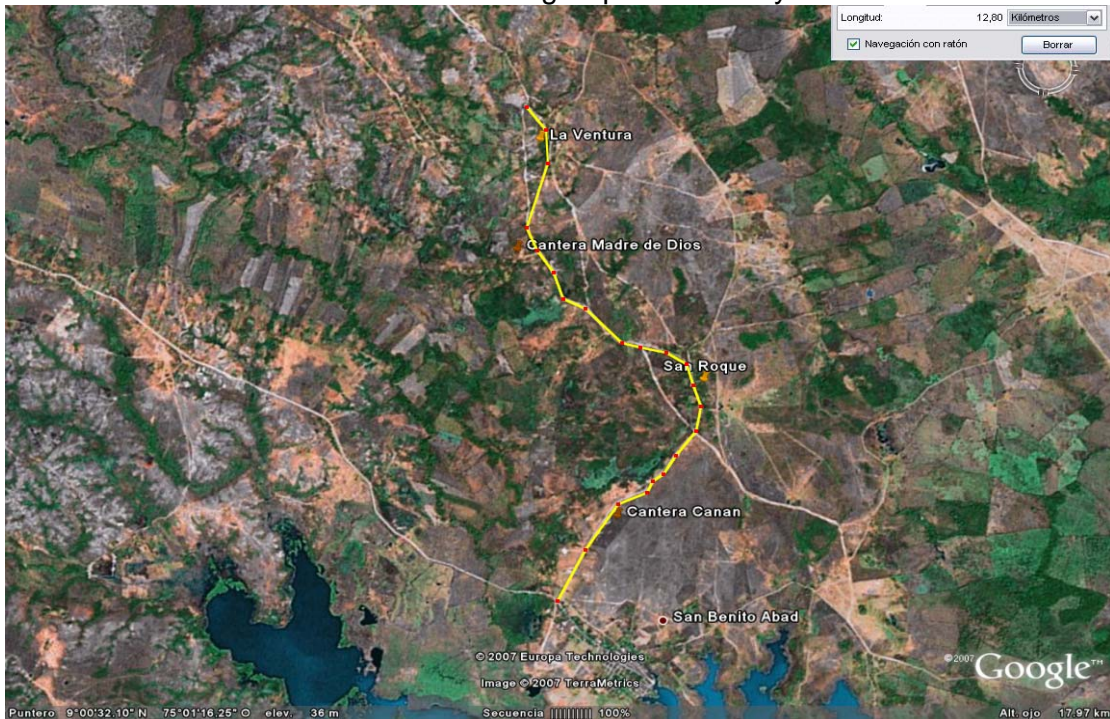 Longitud: 12,80 Kilómetros
Navegación con ratón Borrar
La Ventura
Cantera Madre de Dios
San Roque
Cantera Canan
San Benito Abad
© 2007 Europa Technologies
Image © 2007 TerraMetrics
©2007 Google™
Puntero 9°00'32.10" N 75°01'16.25" O elev. 36 m Secuencia |||||||||| 100% Alt. ojo 17.97 km